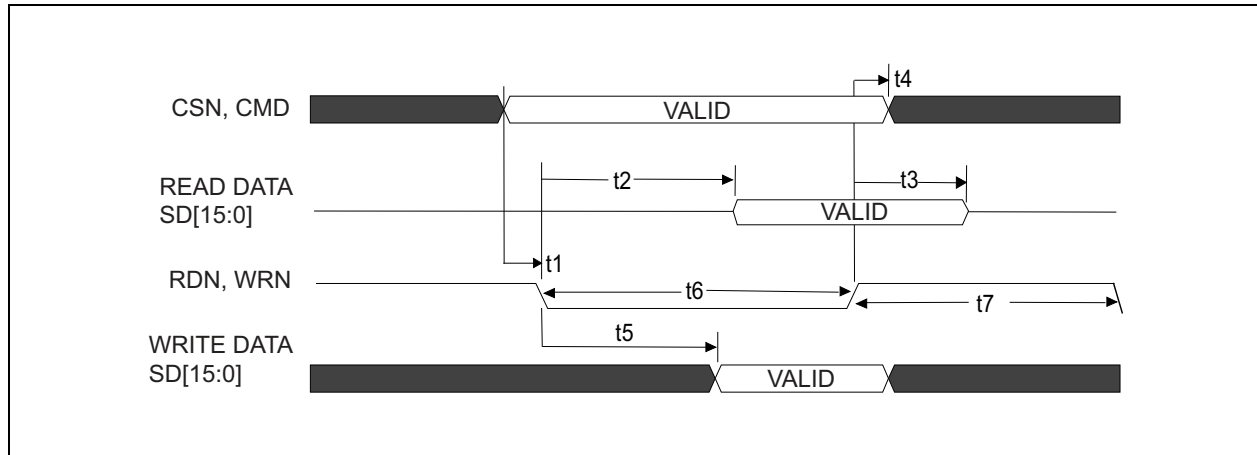 t4
CSN, CMD VALID
t2 t3
READ DATA
SD[15:0] VALID
t1
RDN, WRN t6
t7
t5
WRITE DATA
SD[15:0] VALID